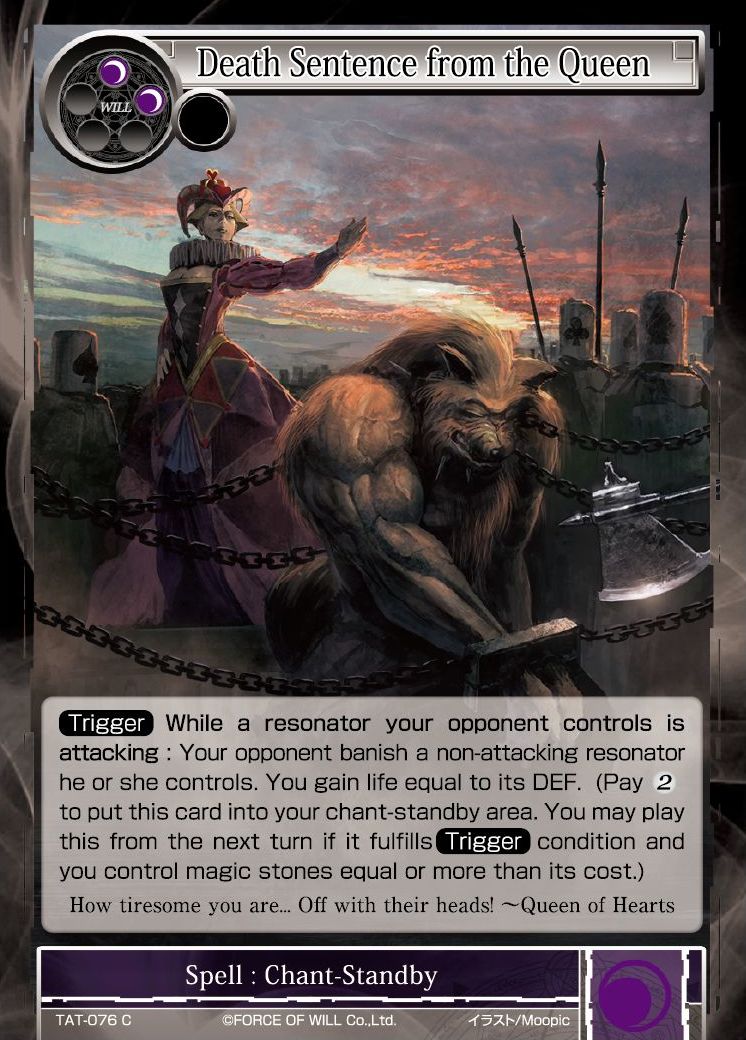 Death Sentence from the Queen
WILL
Trigger While a resonator your opponent controls is
attacking : Your opponent banish a non-attacking resonator
he or she controls. You gain life equal to its DEF. (Pay 2
to put this card into your chant-standby area. You may play
this from the next turn if it fulfills Trigger condition and
you control magic stones equal or more than its cost.)
How tiresome you are... Off with their heads! ～Queen of Hearts
Spell : Chant-Standby
TAT-076 C ©FORCE OF WILL Co.,Ltd. イラスト/Moopic